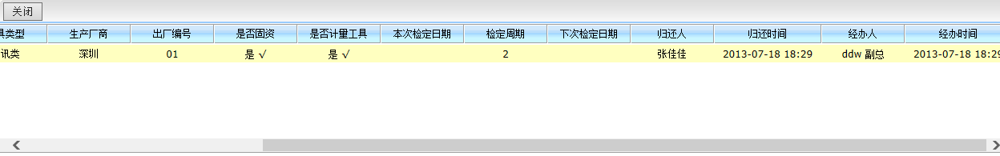 关闭
具类型 生产厂商 出厂编号 是否固资 是否计量工具 本次检定日期 检定周期 下次检定日期 归还人 归还时间 经办人 经办时间
讯类 深圳 01 是 √ 是 √ 2 张佳佳 2013-07-18 18:29 ddw 副总 2013-07-18 18:29